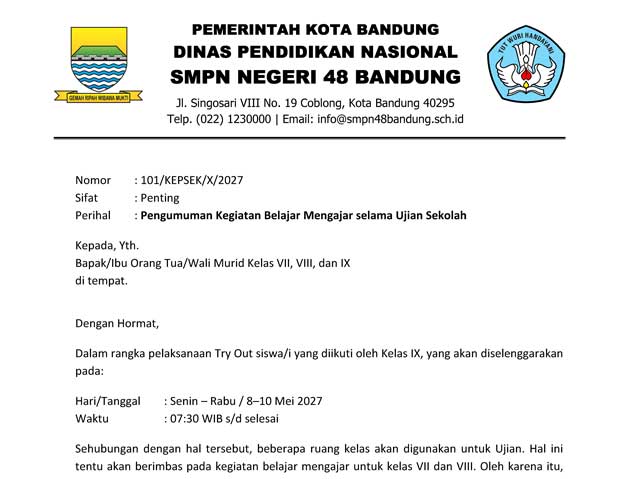 PEMERINTAH KOTA BANDUNG
DINAS PENDIDIKAN NASIONAL
SMPN NEGERI 48 BANDUNG
Jl. Singosari VIII No. 19 Coblong, Kota Bandung 40295
Telp. (022) 1230000 | Email: info@smpn48bandung.sch.id
GEMAH RIPAH WIBAWA MUKTI
TUT WURI HANDAYANI
Nomor : 101/KEPSEK/X/2027
Sifat : Penting
Perihal : Pengumuman Kegiatan Belajar Mengajar selama Ujian Sekolah
Kepada, Yth.
Bapak/Ibu Orang Tua/Wali Murid Kelas VII, VIII, dan IX
di tempat.
Dengan Hormat,
Dalam rangka pelaksanaan Try Out siswa/i yang diikuti oleh Kelas IX, yang akan diselenggarakan
pada:
Hari/Tanggal : Senin – Rabu / 8–10 Mei 2027
Waktu : 07:30 WIB s/d selesai
Sehubungan dengan hal tersebut, beberapa ruang kelas akan digunakan untuk Ujian. Hal ini
tentu akan berimbas pada kegiatan belajar mengajar untuk kelas VII dan VIII. Oleh karena itu,